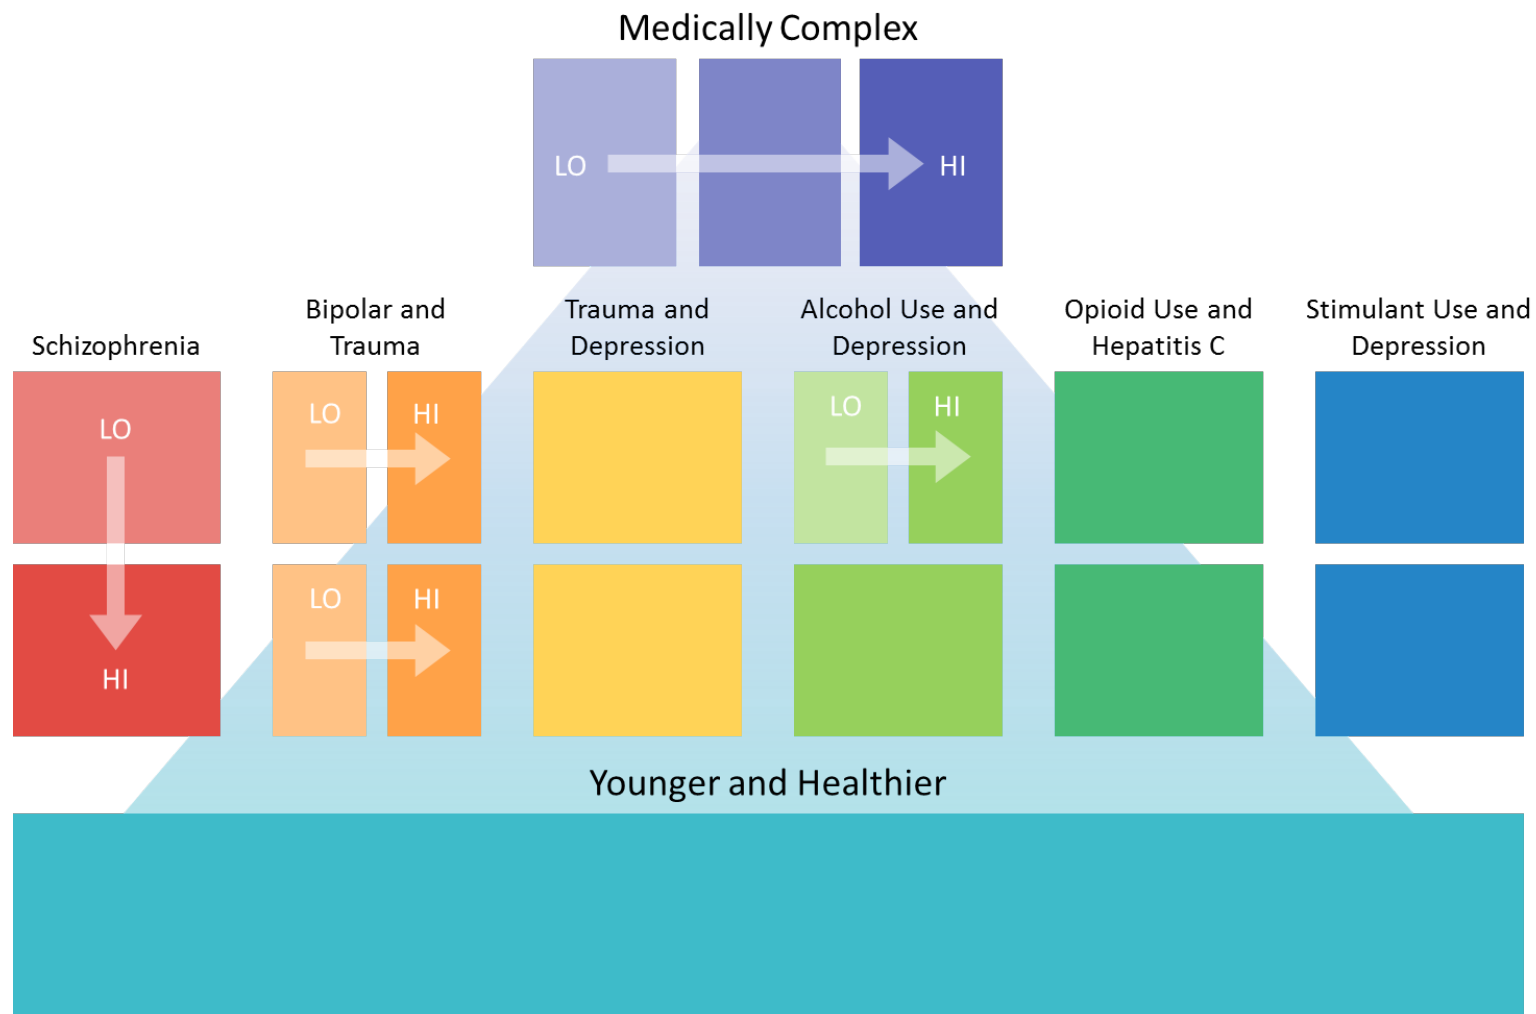 Medically Complex
LO
HI
Schizophrenia
Bipolar and
Trauma
Trauma and
Depression
Alcohol Use and
Depression
Opioid Use and
Hepatitis C
Stimulant Use and
Depression
LO
HI
LO
HI
LO
HI
LO
HI
Younger and Healthier